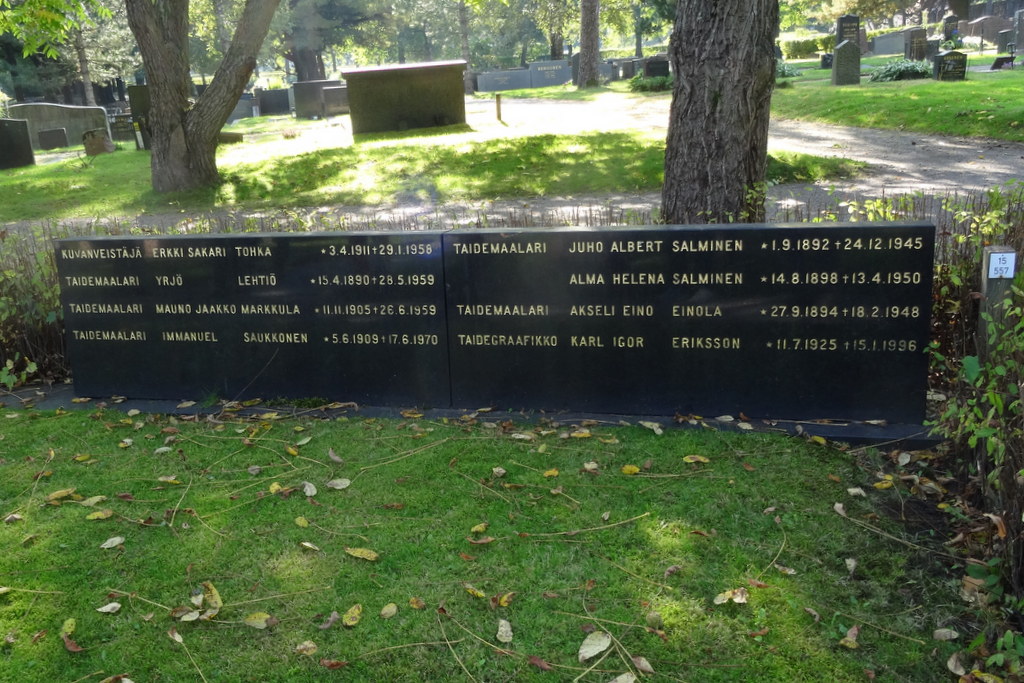 KUVANVEISTÄJÄ ERKKI SAKARI TOHKA *3.4.1911+29.1.1958
TAIDEMAALARI YRJÖ LEHTIÖ *15.4.1890+28.5.1959
TAIDEMAALARI MAUNO JAAKKO MARKKULA *11.11.1905+26.6.1959
TAIDEMAALARI IMMANUEL SAUKKONEN *5.6.1909+17.6.1970
TAIDEMAALARI JUHO ALBERT SALMINEN *1.9.1892+24.12.1945
ALMA HELENA SALMINEN *14.8.1898+13.4.1950
TAIDEMAALARI AKSELI EINO EINOLA *27.9.1894+18.2.1948
TAIDEGRAAFIKKO KARL IGOR ERIKSSON *11.7.1925+15.1.1996
15
557